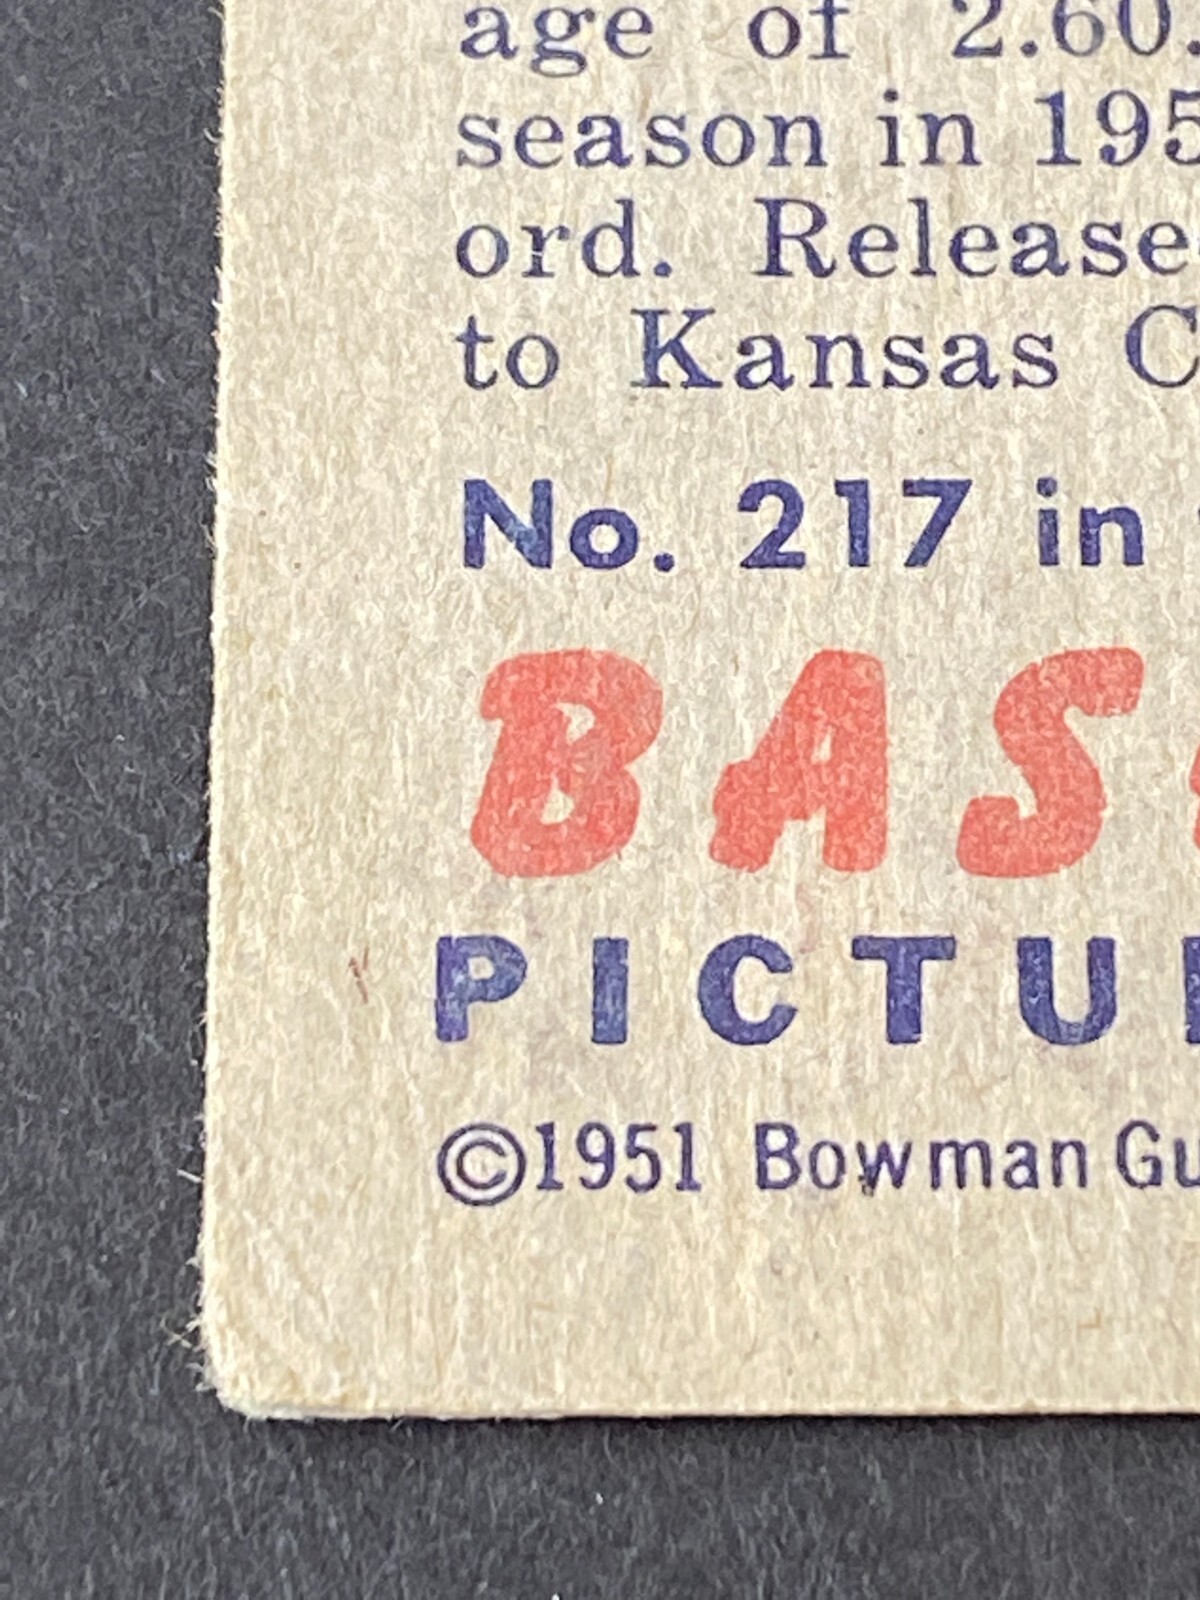 age of 2.60.
season in 195
ord. Release
to Kansas C
No. 217 in
BAS
PICTU
©1951 Bowman Gu